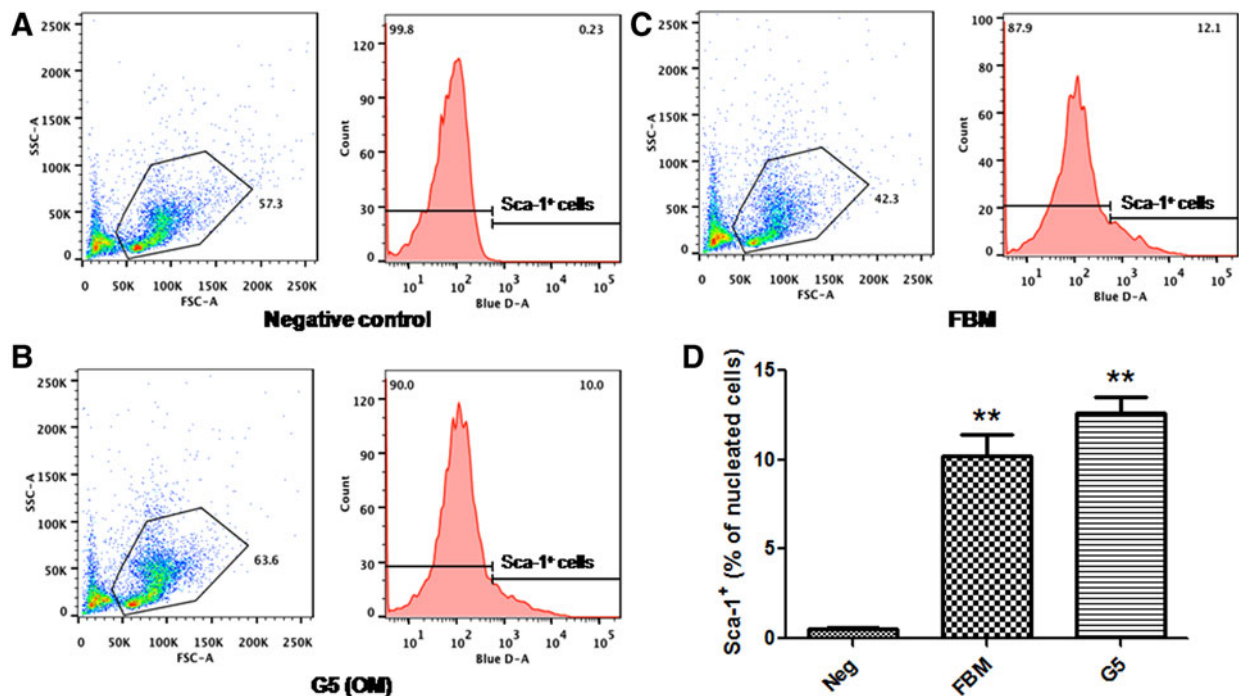 A
SSC-A
250K
200K
150K
100K
50K
0
57.3
0 50K 100K 150K 200K 250K
FSC-A
99.8 0.23
Count
120
90
60
30
0
Sca-1⁺ cells
10¹ 10² 10³ 10⁴ 10⁵
Blue D-A
Negative control
C
SSC-A
250K
200K
150K
100K
50K
0
42.3
0 50K 100K 150K 200K 250K
FSC-A
87.9 12.1
Count
100
80
60
40
20
0
Sca-1⁺ cells
10¹ 10² 10³ 10⁴ 10⁵
Blue D-A
FBM
B
SSC-A
250K
200K
150K
100K
50K
0
63.6
0 50K 100K 150K 200K 250K
FSC-A
90.0 10.0
Count
120
90
60
30
0
Sca-1⁺ cells
10¹ 10² 10³ 10⁴ 10⁵
Blue D-A
G5 (OM)
D
Sca-1⁺ (% of nucleated cells)
15
10
5
0
**
**
Neg FBM G5